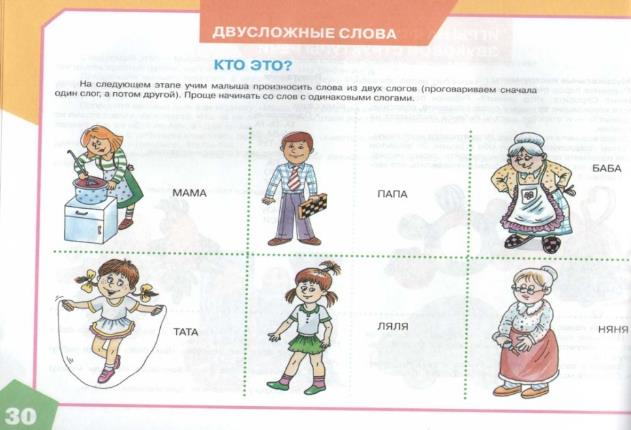 ДВУСЛОЖНЫЕ СЛОВА
КТО ЭТО?
На следующем этапе учим малыша произносить слова из двух слогов (проговариваем сначала
один слог, а потом другой). Проще начинать со слов с одинаковыми слогами.
МАМА
ПАПА
БАБА
ТАТА
ЛЯЛЯ
НЯНЯ
30